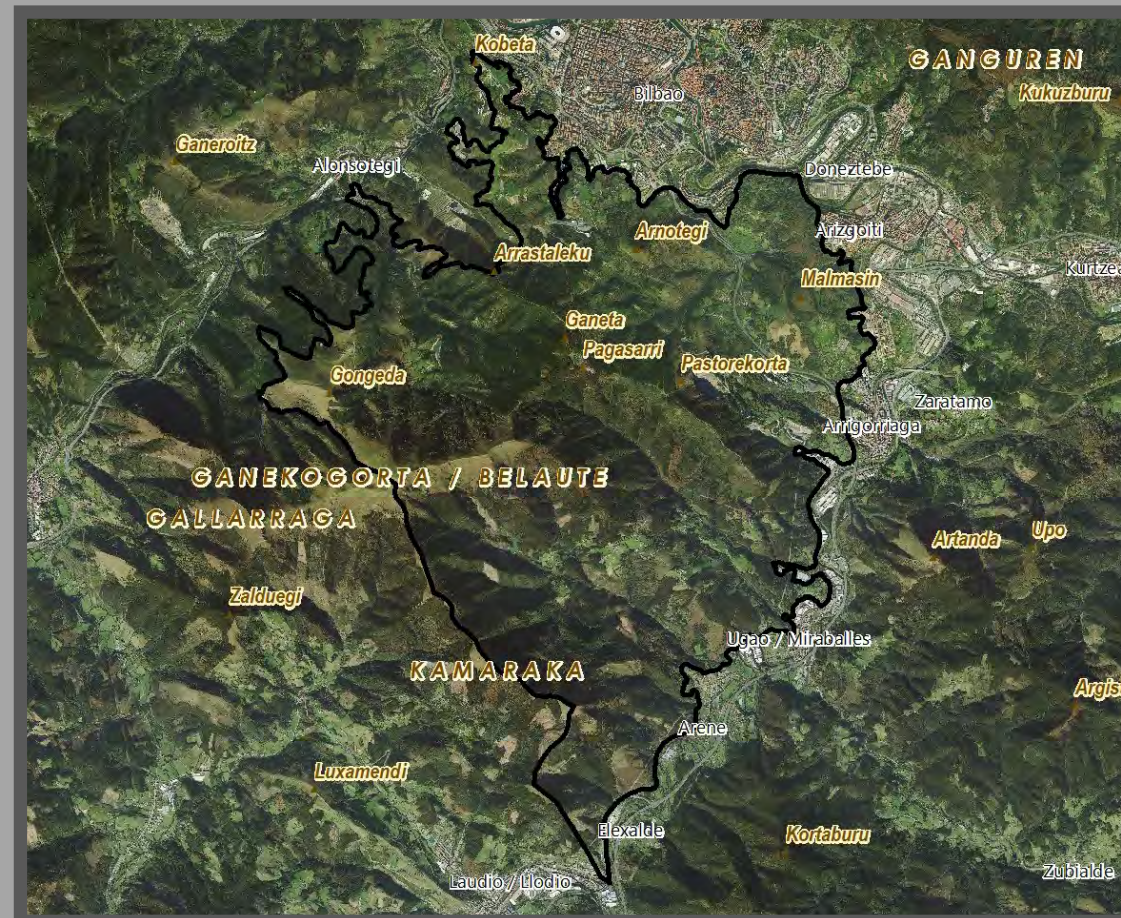 Kobeta
GANGUREN
Bilbao
Kukuzburu
Ganeroitz
Alonsotegi
Doneztebe
Arnotegi
Arizgoiti
Arrastaleku
Kurtzea
Malmasin
Ganeta
Pagasarri
Pastorekorta
Gongeda
Zaratamo
Arrigorriaga
GANEKOGORTA / BELAUTE
GALLARRAGA
Upo
Artanda
Zalduegi
Ugao / Miraballes
KAMARAKA
Argist
Arene
Luxamendi
Elexalde
Kortaburu
Zubialde
Laudio / Llodio